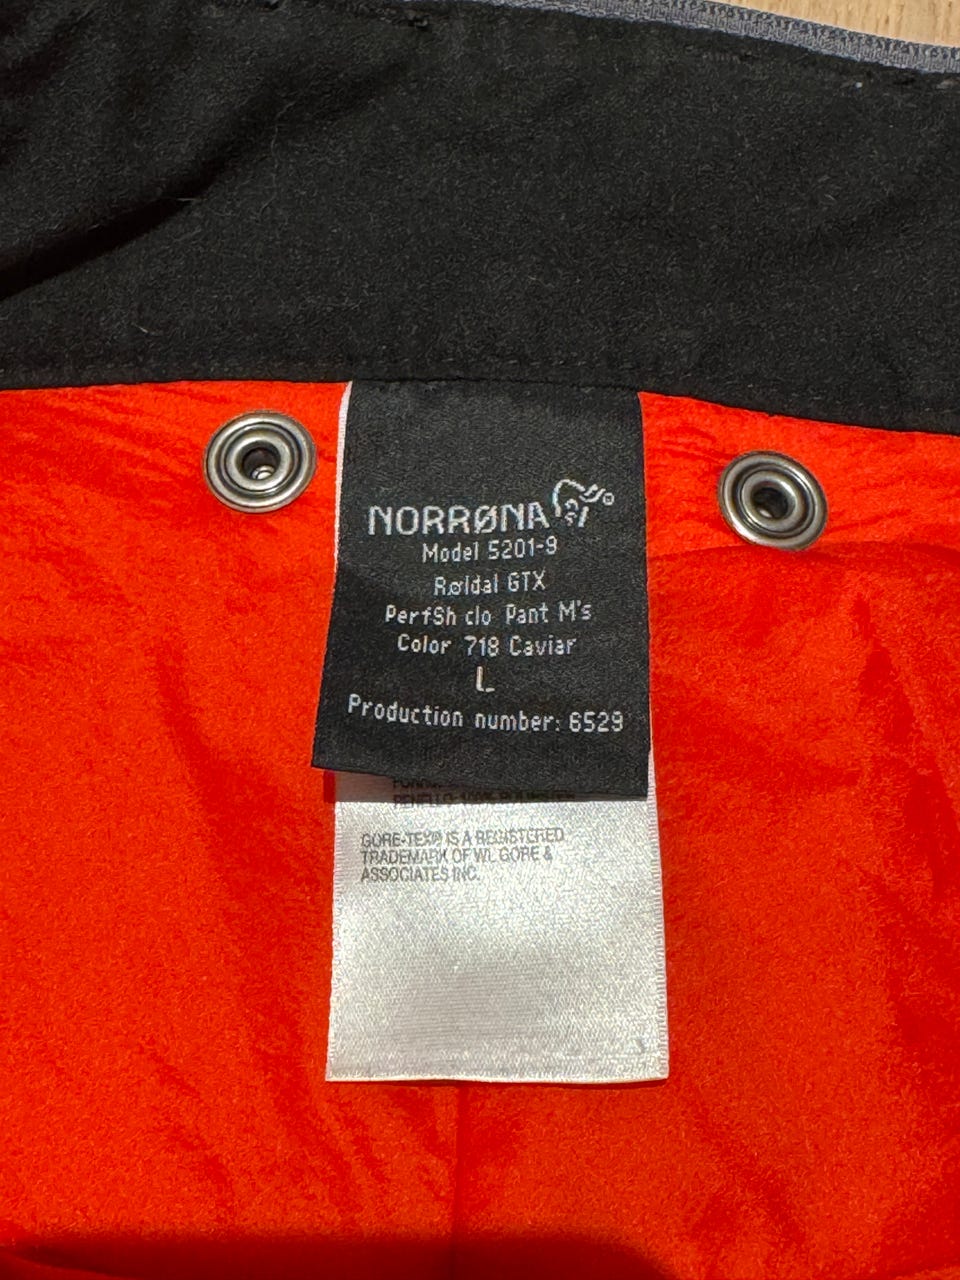 NORRØNA®
Model 5201-9
Røldal GTX
PerfSh clo Pant M's
Color 718 Caviar
L
Production number: 6529
GORE-TEX® IS A REGISTERED
TRADEMARK OF WL GORE &
ASSOCIATES INC.